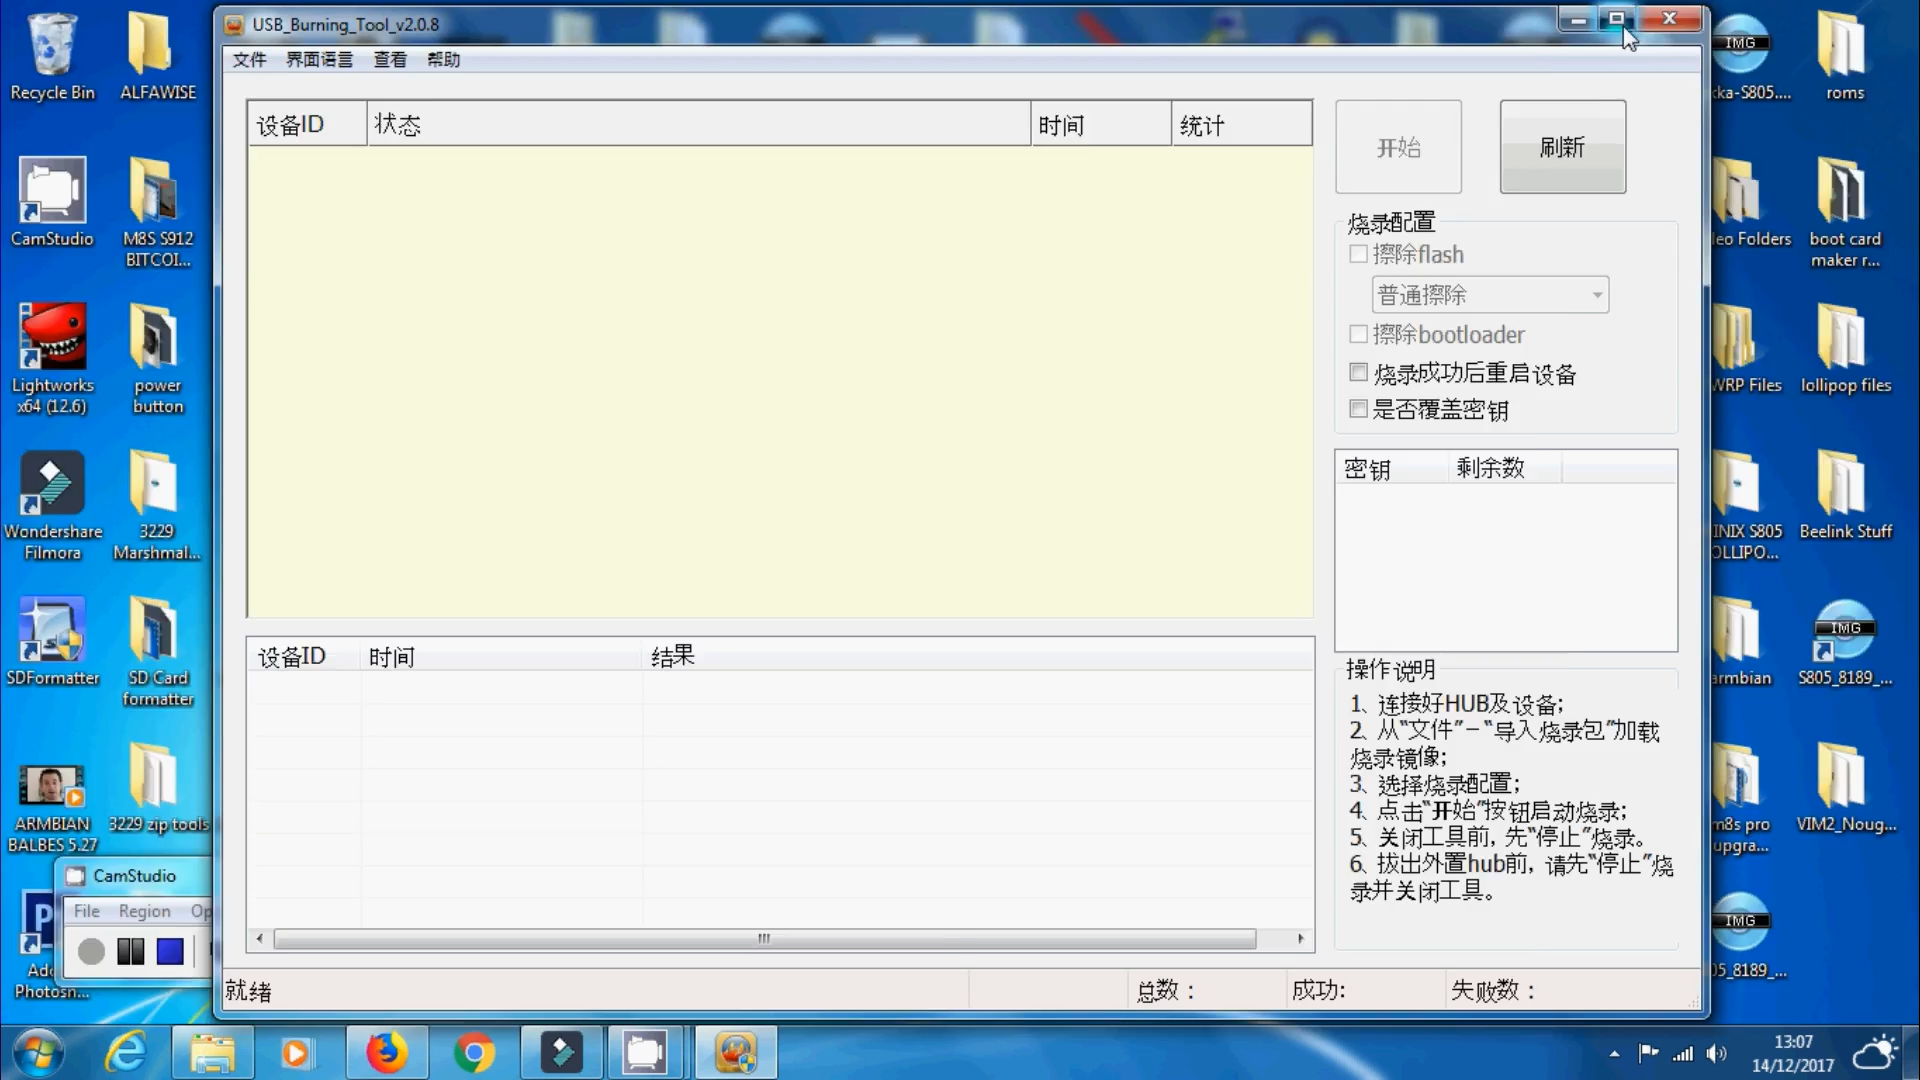 USB_Burning_Tool_v2.0.8
文件 界面语言 查看 帮助
设备ID 状态 时间 统计
开始 刷新
烧录配置
擦除flash
普通擦除
擦除bootloader
烧录成功后重启设备
是否覆盖密钥
密钥 剩余数
设备ID 时间 结果
操作说明
1、连接好HUB及设备;
2、从“文件”-“导入烧录包”加载
烧录镜像;
3、选择烧录配置;
4、点击“开始”按钮启动烧录;
5、关闭工具前, 先“停止”烧录。
6、拔出外置hub前, 请先“停止”烧
录并关闭工具。
就绪 总数： 成功: 失败数：
Recycle Bin
ALFAWISE
CamStudio
M8S S912
BITCOI...
Lightworks
x64 (12.6)
power
button
Wondershare
Filmora
3229
Marshmal...
SDFormatter
SD Card
formatter
ARMBIAN
BALBES 5.27
3229 zip tools
CamStudio
File Region
Photosh...
IMG
roms
boot card
maker r...
Folders
Files
lollipop files
S805
Beelink Stuff
armbian
IMG
S805_8189_...
m8s pro
upgra...
VIM2_Noug...
IMG
13:07
14/12/2017